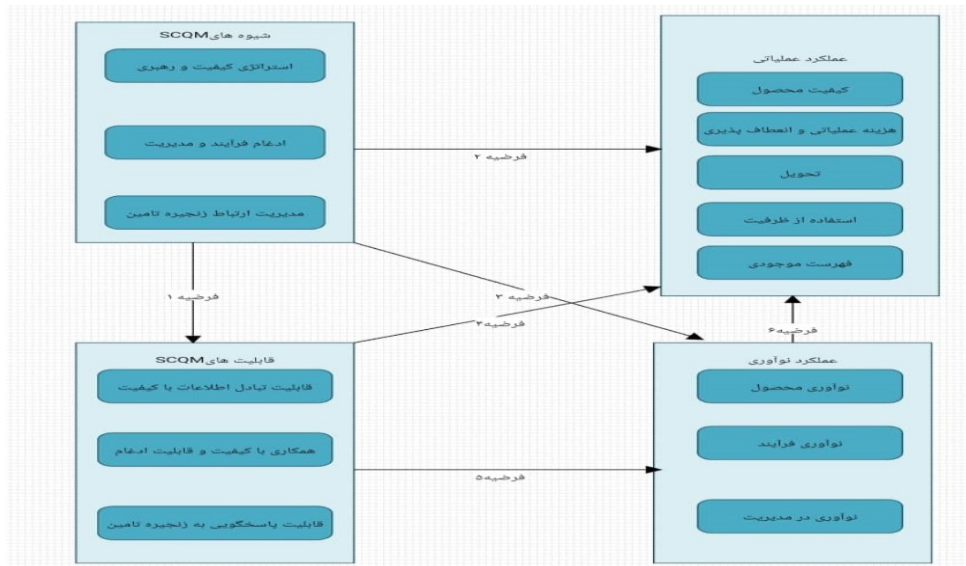 شیوه های SCQM
استراتژی کیفیت و رهبری
ادغام فرآیند و مدیریت
مدیریت ارتباط زنجیره تامین
عملکرد عملیاتی
کیفیت محصول
هزینه عملیاتی و انعطاف پذیری
تحویل
استفاده از ظرفیت
فهرست موجودی
فرضیه ۲
فرضیه ۱
فرضیه ۳
فرضیه۴
فرضیه۶
قابلیت های SCQM
قابلیت تبادل اطلاعات با کیفیت
همکاری با کیفیت و قابلیت ادغام
قابلیت پاسخگویی به زنجیره تامین
فرضیه۵
عملکرد نوآوری
نوآوری محصول
نوآوری فرآیند
نوآوری در مدیریت